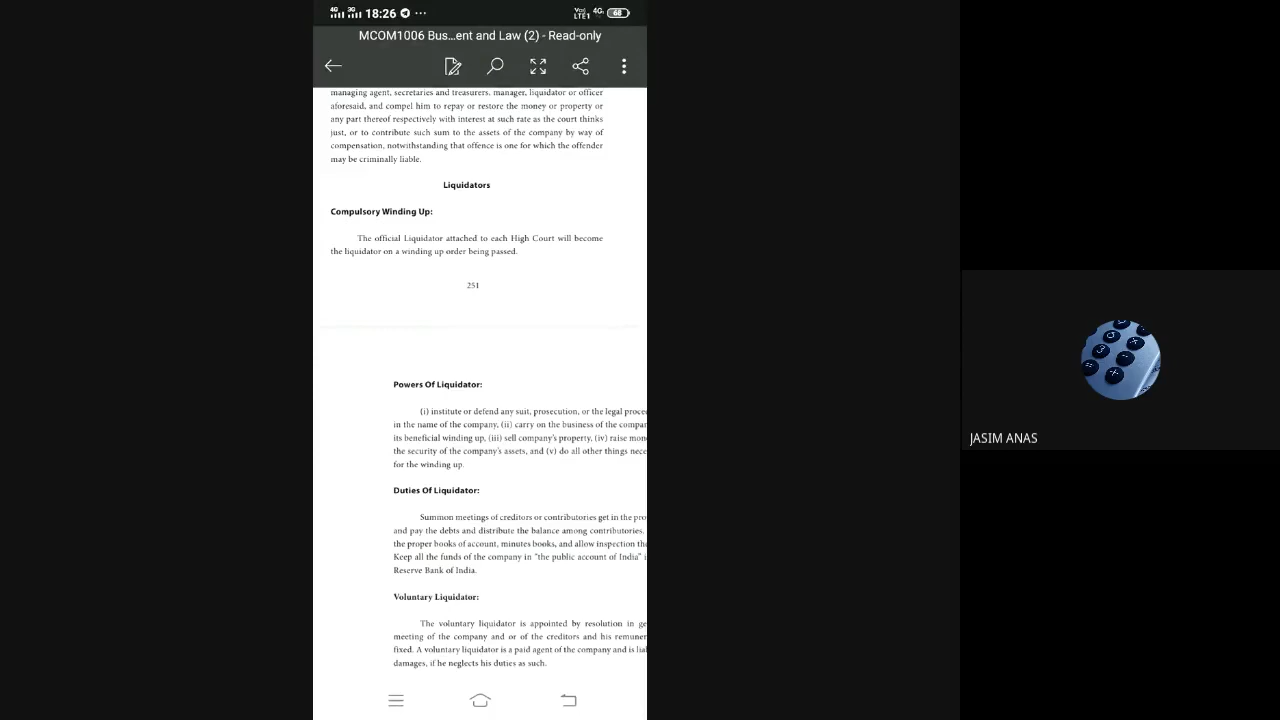 18:26
68
MCOM1006 Bus...ent and Law (2) - Read-only
managing agent, secretaries and treasurers, manager, liquidator or officer
aforesaid, and compel him to repay or restore the money or property or
any part thereof respectively with interest at such rate as the court thinks
just, or to contribute such sum to the assets of the company by way of
compensation, notwithstanding that offence is one for which the offender
may be criminally liable.
Liquidators
Compulsory Winding Up:
The official Liquidator attached to each High Court will become
the liquidator on a winding up order being passed.
251
Powers Of Liquidator:
(i) institute or defend any suit, prosecution, or the legal proce
in the name of the company, (ii) carry on the business of the compan
its beneficial winding up, (iii) sell company's property, (iv) raise mon
the security of the company's assets, and (v) do all other things nece
for the winding up.
Duties Of Liquidator:
Summon meetings of creditors or contributories get in the pro
and pay the debts and distribute the balance among contributories.
the proper books of account, minutes books, and allow inspection the
Keep all the funds of the company in "the public account of India" i
Reserve Bank of India.
Voluntary Liquidator:
The voluntary liquidator is appointed by resolution in ge
meeting of the company and or of the creditors and his remuner
fixed. A voluntary liquidator is a paid agent of the company and is lial
damages, if he neglects his duties as such.
JASIM ANAS